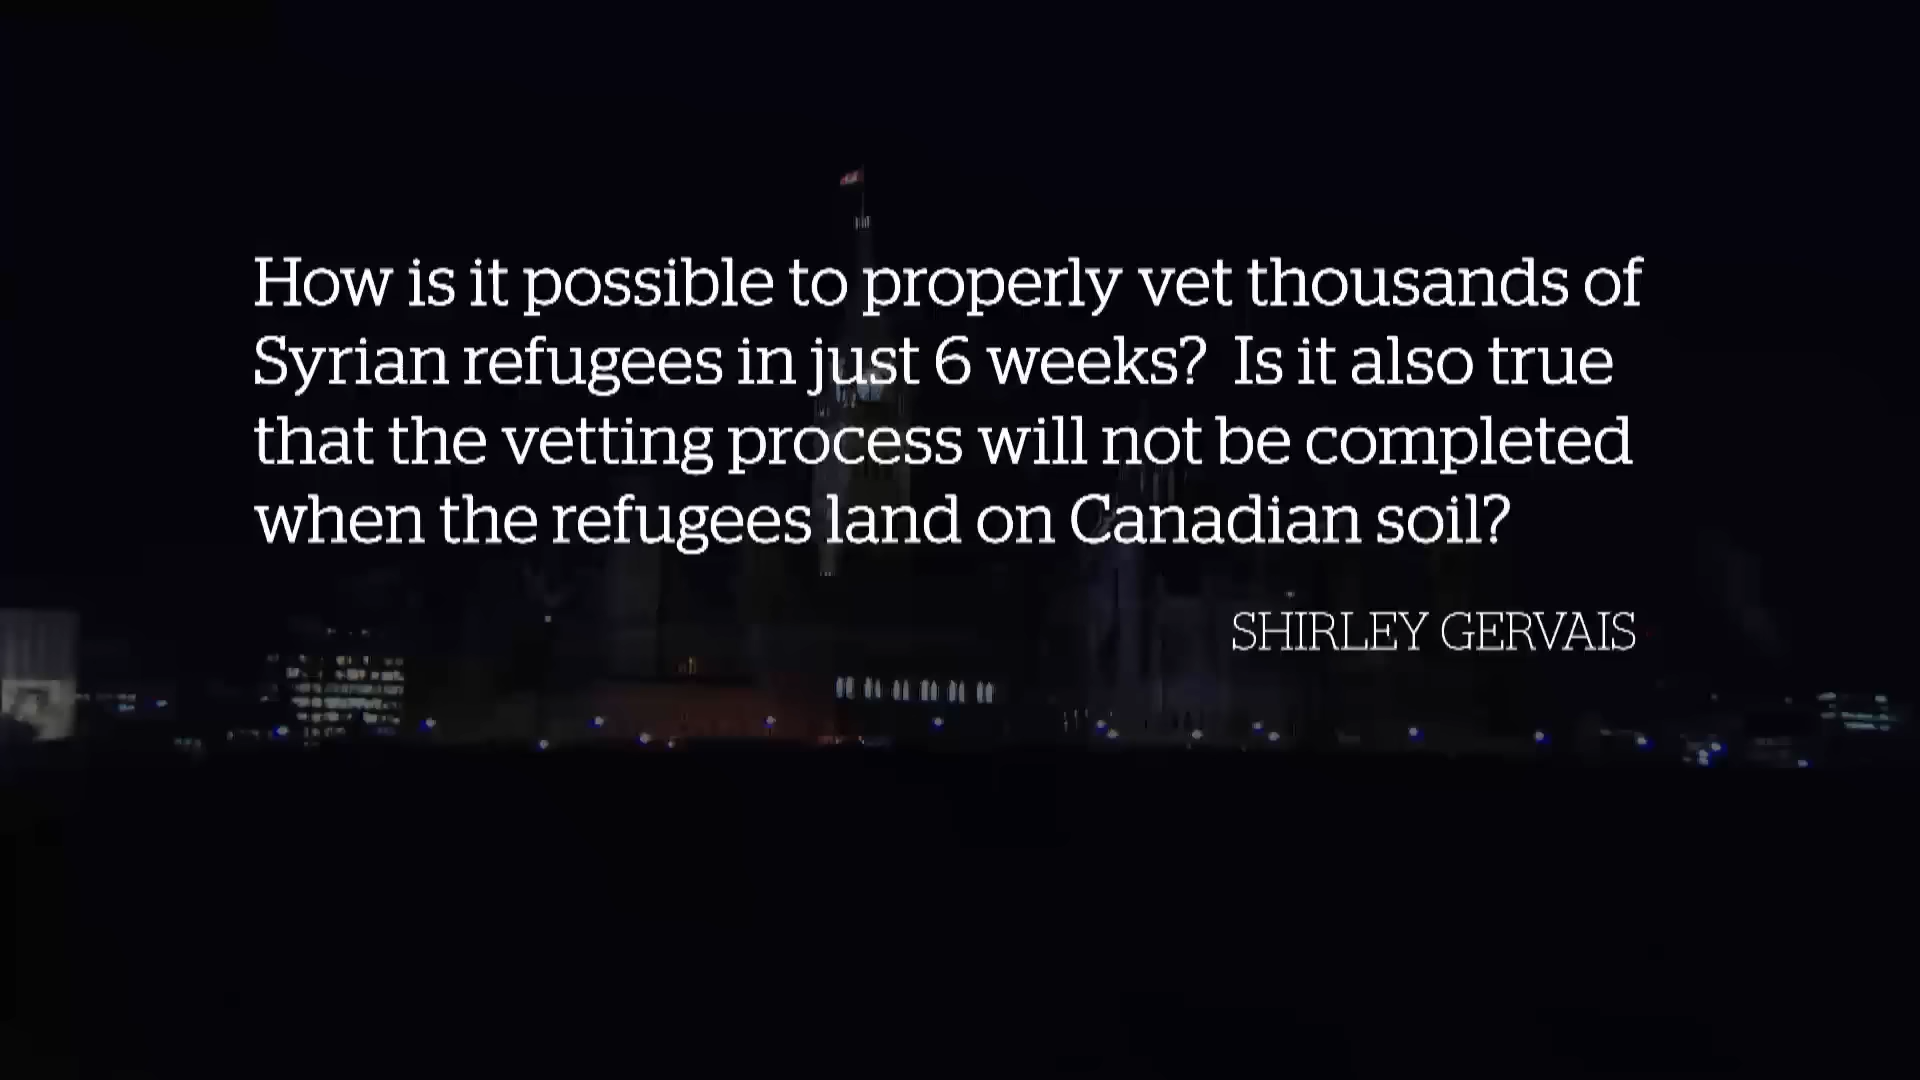 How is it possible to properly vet thousands of
Syrian refugees in just 6 weeks? Is it also true
that the vetting process will not be completed
when the refugees land on Canadian soil?
SHIRLEY GERVAIS